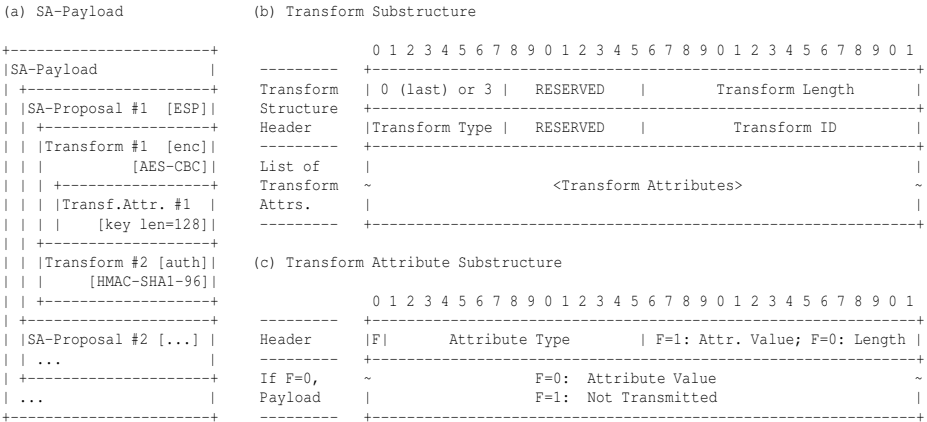 (a) SA-Payload
+------------------------+
|SA-Payload              |
| +----------------------+
| |SA-Proposal #1  [ESP]|
| | +-------------------+
| | |Transform #1  [enc]|
| | |          [AES-CBC]|
| | | +-----------------+
| | | |Transf.Attr. #1  |
| | | |    [key len=128]|
| | +-------------------+
| | |Transform #2 [auth]|
| | |     [HMAC-SHA1-96]|
| | +-------------------+
| +----------------------+
| |SA-Proposal #2 [...] |
| | ...                 |
| +----------------------+
| ...                    |
+------------------------+
(b) Transform Substructure
0 1 2 3 4 5 6 7 8 9 0 1 2 3 4 5 6 7 8 9 0 1 2 3 4 5 6 7 8 9 0 1
--------- +---------------------------------------------------------------+
Transform | 0 (last) or 3 |   RESERVED    |        Transform Length       |
Structure +---------------------------------------------------------------+
Header    |Transform Type |   RESERVED    |          Transform ID         |
--------- +---------------------------------------------------------------+
List of   |                                                               |
Transform ~                     <Transform Attributes>                    ~
Attrs.    |                                                               |
--------- +---------------------------------------------------------------+
(c) Transform Attribute Substructure
0 1 2 3 4 5 6 7 8 9 0 1 2 3 4 5 6 7 8 9 0 1 2 3 4 5 6 7 8 9 0 1
--------- +---------------------------------------------------------------+
Header    |F|       Attribute Type        | F=1: Attr. Value; F=0: Length |
--------- +---------------------------------------------------------------+
If F=0,   ~                   F=0:  Attribute Value                       ~
Payload   |                   F=1:  Not Transmitted                       |
--------- +---------------------------------------------------------------+